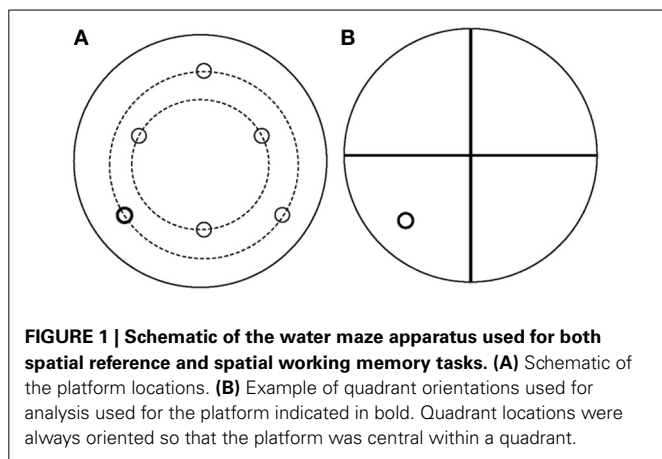 A
B
FIGURE 1 | Schematic of the water maze apparatus used for both
spatial reference and spatial working memory tasks. (A) Schematic of
the platform locations. (B) Example of quadrant orientations used for
analysis used for the platform indicated in bold. Quadrant locations were
always oriented so that the platform was central within a quadrant.